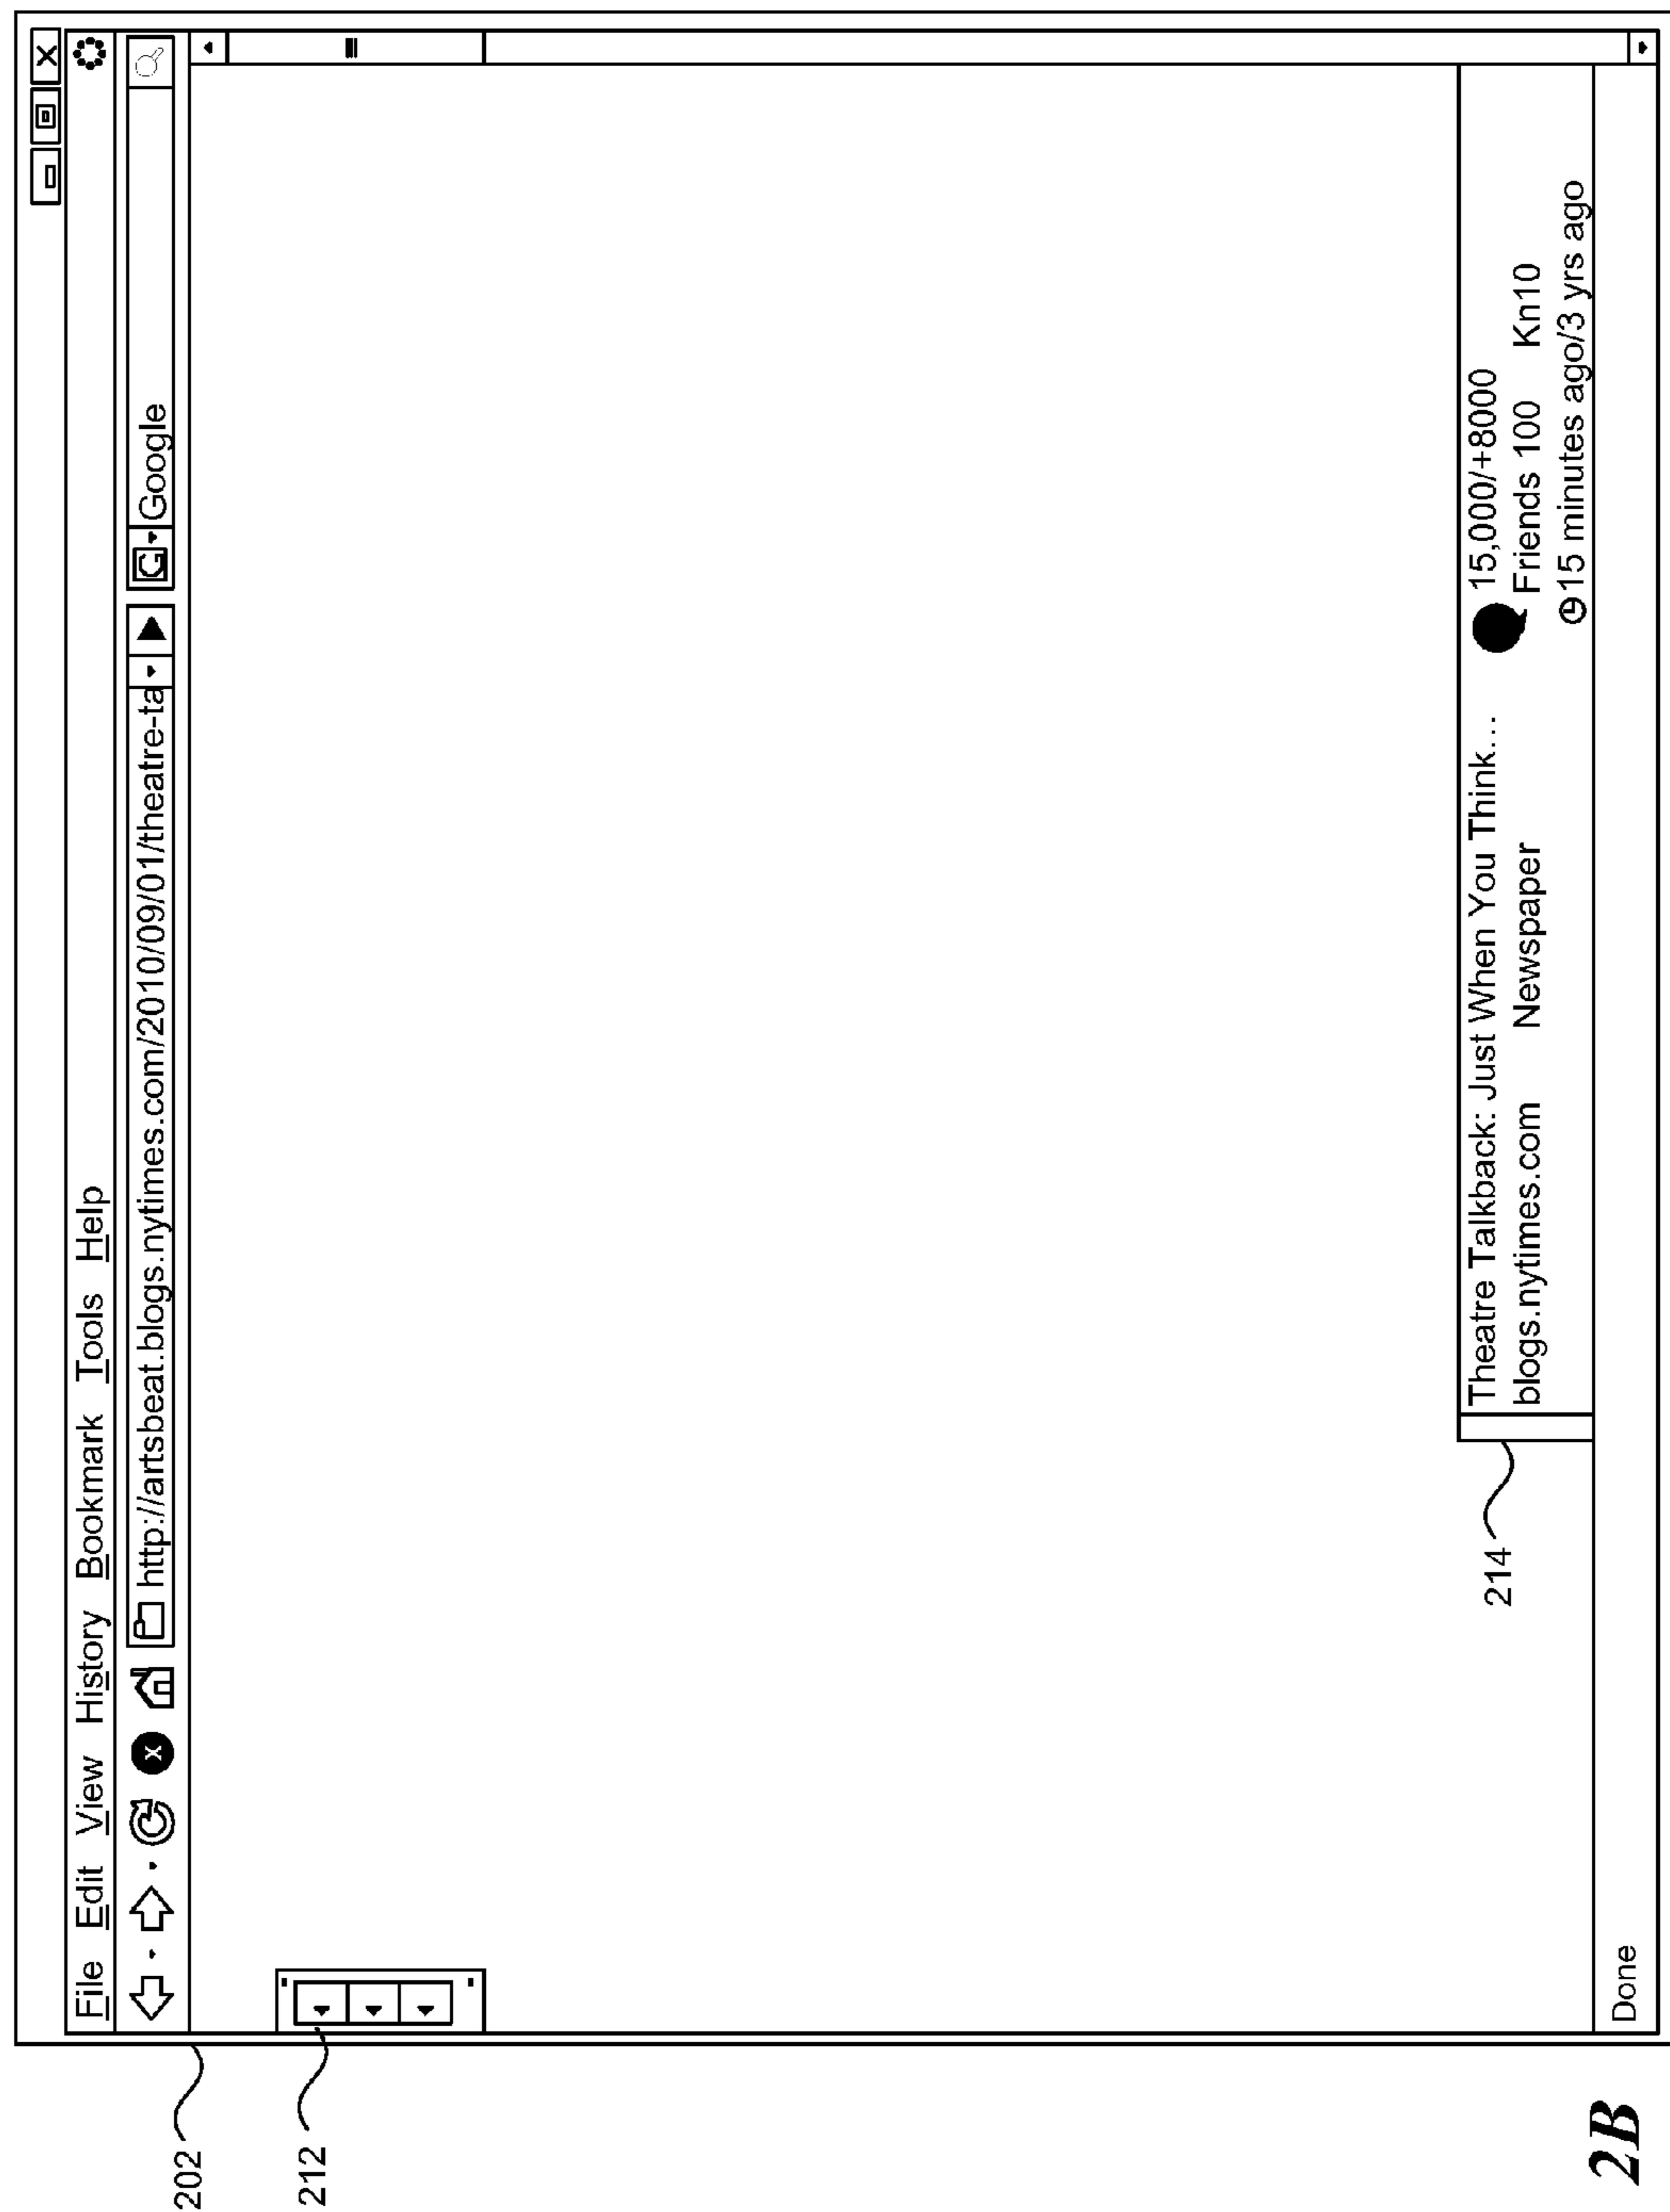 File Edit View History Bookmark Tools Help
http://artsbeat.blogs.nytimes.com/2010/09/01/theatre-ta
G Google
202
212
Theatre Talkback: Just When You Think...
blogs.nytimes.com Newspaper
15,000/+8000
Friends 100 Kn10
15 minutes ago/3 yrs ago
214
Done
2B